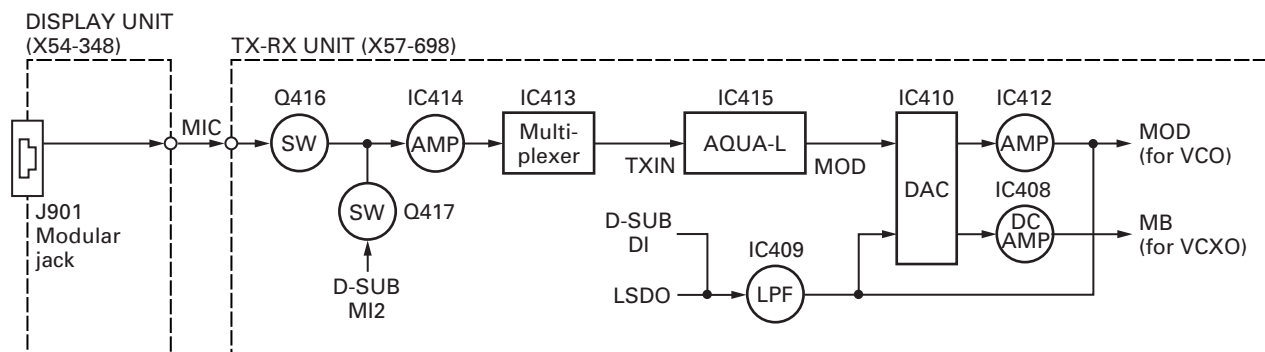 DISPLAY UNIT
(X54-348)
TX-RX UNIT (X57-698)
J901
Modular
jack
MIC
Q416
SW
IC414
AMP
IC413
Multi-
plexer
TXIN
IC415
AQUA-L
MOD
IC410
DAC
IC412
AMP
MOD
(for VCO)
SW
Q417
D-SUB
MI2
D-SUB
DI
LSDO
IC409
LPF
IC408
DC
AMP
MB
(for VCXO)